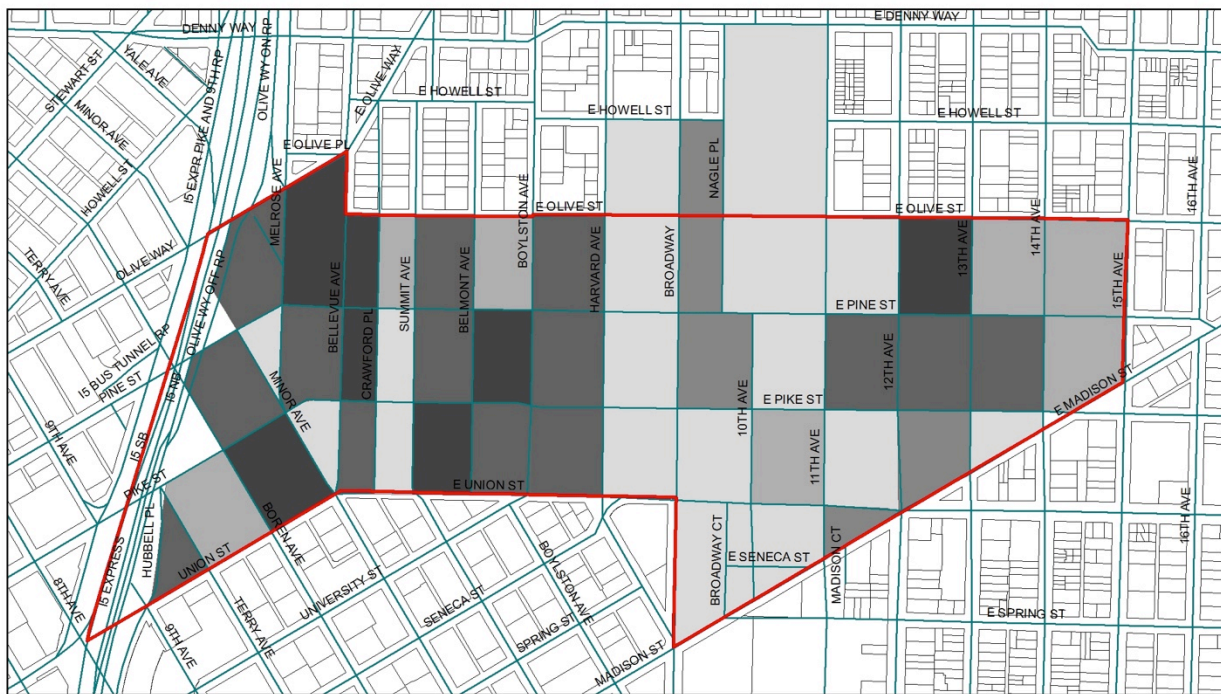 DENNY WAY
E DENNY WAY
STEWART ST
YALE AVE
MINOR AVE
HOWELL ST
TERRY AVE
OLIVE WAY
I5 EXPR PIKE AND 9TH RP
OLIVE WY ON RP
E OLIVE WAY
E HOWELL ST
E HOWELL ST
E HOWELL ST
E OLIVE PL
MELROSE AVE
NAGLE PL
BOYLSTON AVE
E OLIVE ST
E OLIVE ST
HARVARD AVE
BROADWAY
13TH AVE
14TH AVE
15TH AVE
16TH AVE
OLIVE WY OFF RP
BELLEVUE AVE
SUMMIT AVE
BELMONT AVE
E PINE ST
I5 BUS TUNNEL RP
PINE ST
I5 NB
CRAWFORD PL
MINOR AVE
12TH AVE
10TH AVE
E PIKE ST
E MADISON ST
9TH AVE
I5 SB
PIKE ST
11TH AVE
E UNION ST
BOREN AVE
HUBBELL PL
UNION ST
I5 EXPRESS
8TH AVE
9TH AVE
TERRY AVE
UNIVERSITY ST
SENECA ST
BOYLSTON AVE
SPRING ST
MADISON ST
BROADWAY CT
E SENECA ST
MADISON CT
E SPRING ST
16TH AVE